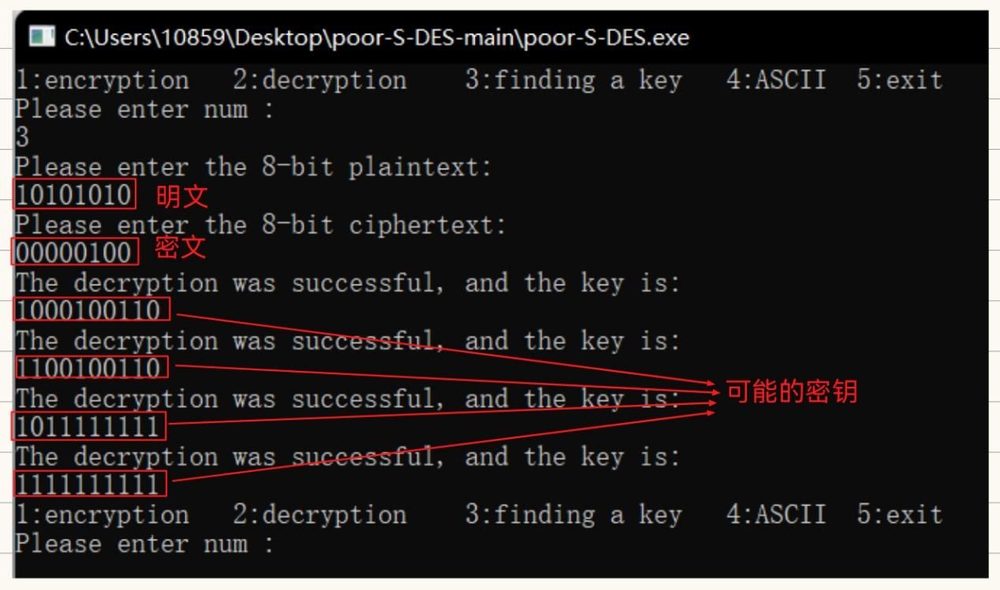 C:\Users\10859\Desktop\poor-S-DES-main\poor-S-DES.exe
1:encryption 2:decryption 3:finding a key 4:ASCII 5:exit
Please enter num :
3
Please enter the 8-bit plaintext:
10101010 明文
Please enter the 8-bit ciphertext:
00000100 密文
The decryption was successful, and the key is:
1000100110
The decryption was successful, and the key is:
1100100110
The decryption was successful, and the key is:
可能的密钥
1011111111
The decryption was successful, and the key is:
1111111111
1:encryption 2:decryption 3:finding a key 4:ASCII 5:exit
Please enter num :